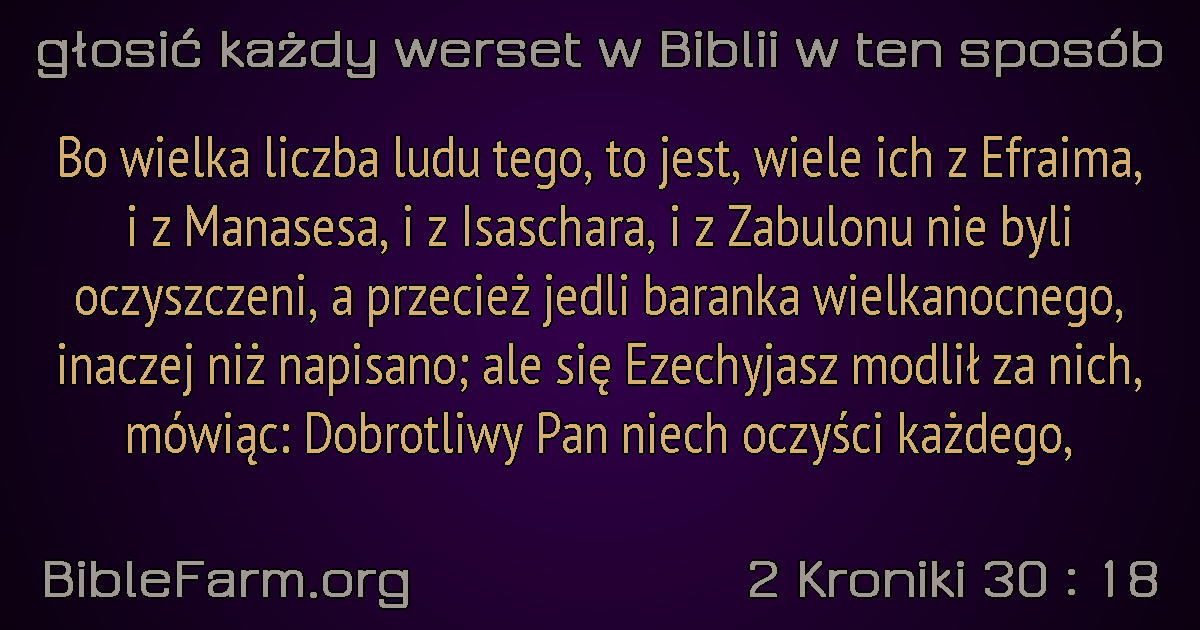 głosić każdy werset w Biblii w ten sposób
Bo wielka liczba ludu tego, to jest, wiele ich z Efraima,
i z Manasesa, i z Isaschara, i z Zabulonu nie byli
oczyszczeni, a przecież jedli baranka wielkanocnego,
inaczej niż napisano; ale się Ezechyjasz modlił za nich,
mówiąc: Dobrotliwy Pan niech oczyści każdego,
BibleFarm.org
2 Kroniki 30 : 18